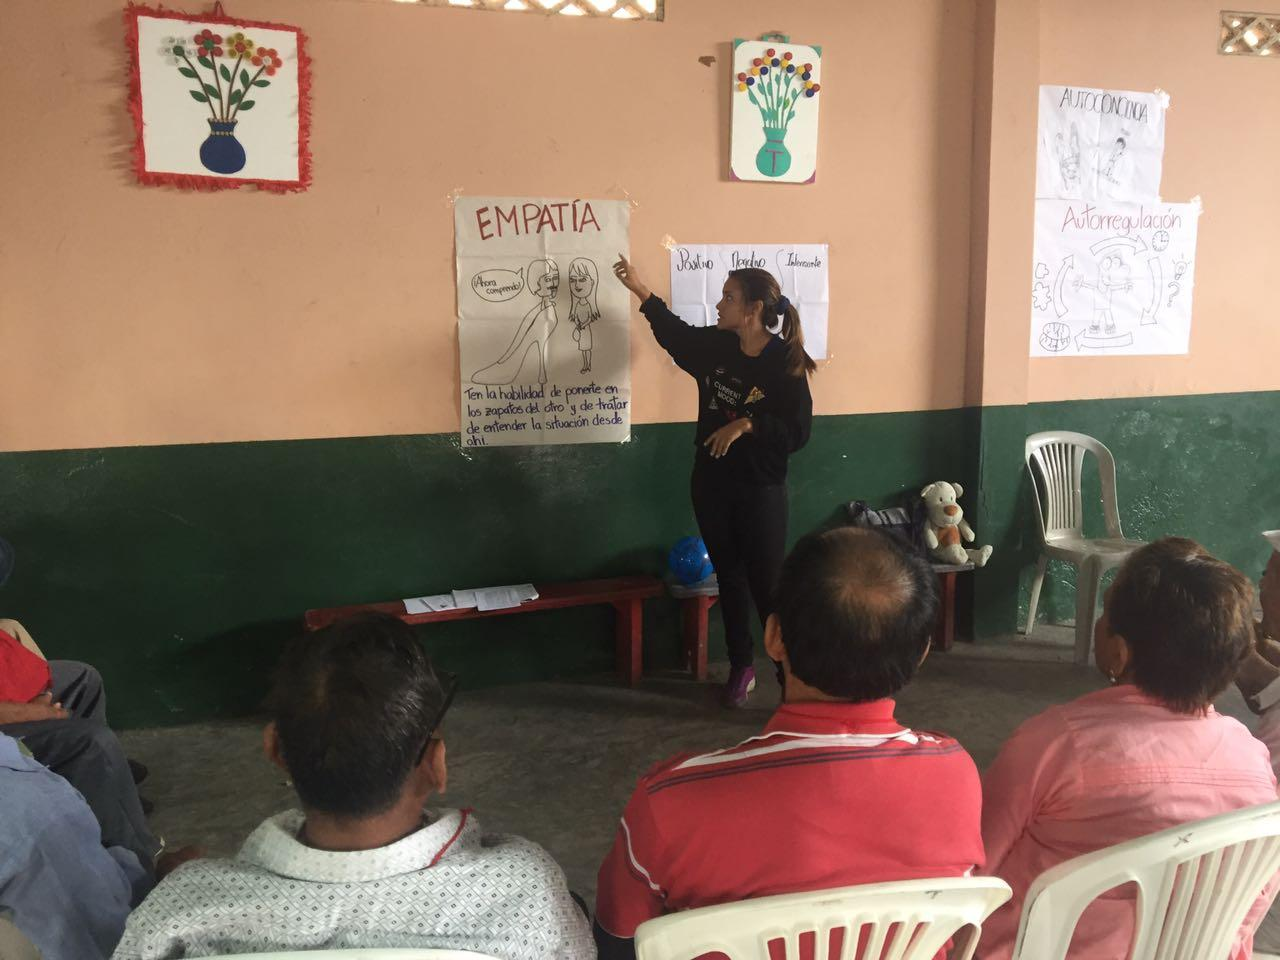 EMPATÍA
¡Ahora
comprendo!
Ten la habilidad de ponerte en
los zapatos del otro y de tratar
de entender la situación desde
ahí.
Positivo Negativo Interesante
AUTOCONCIENCIA
Autorregulación
CURRENT
MOOD:
T